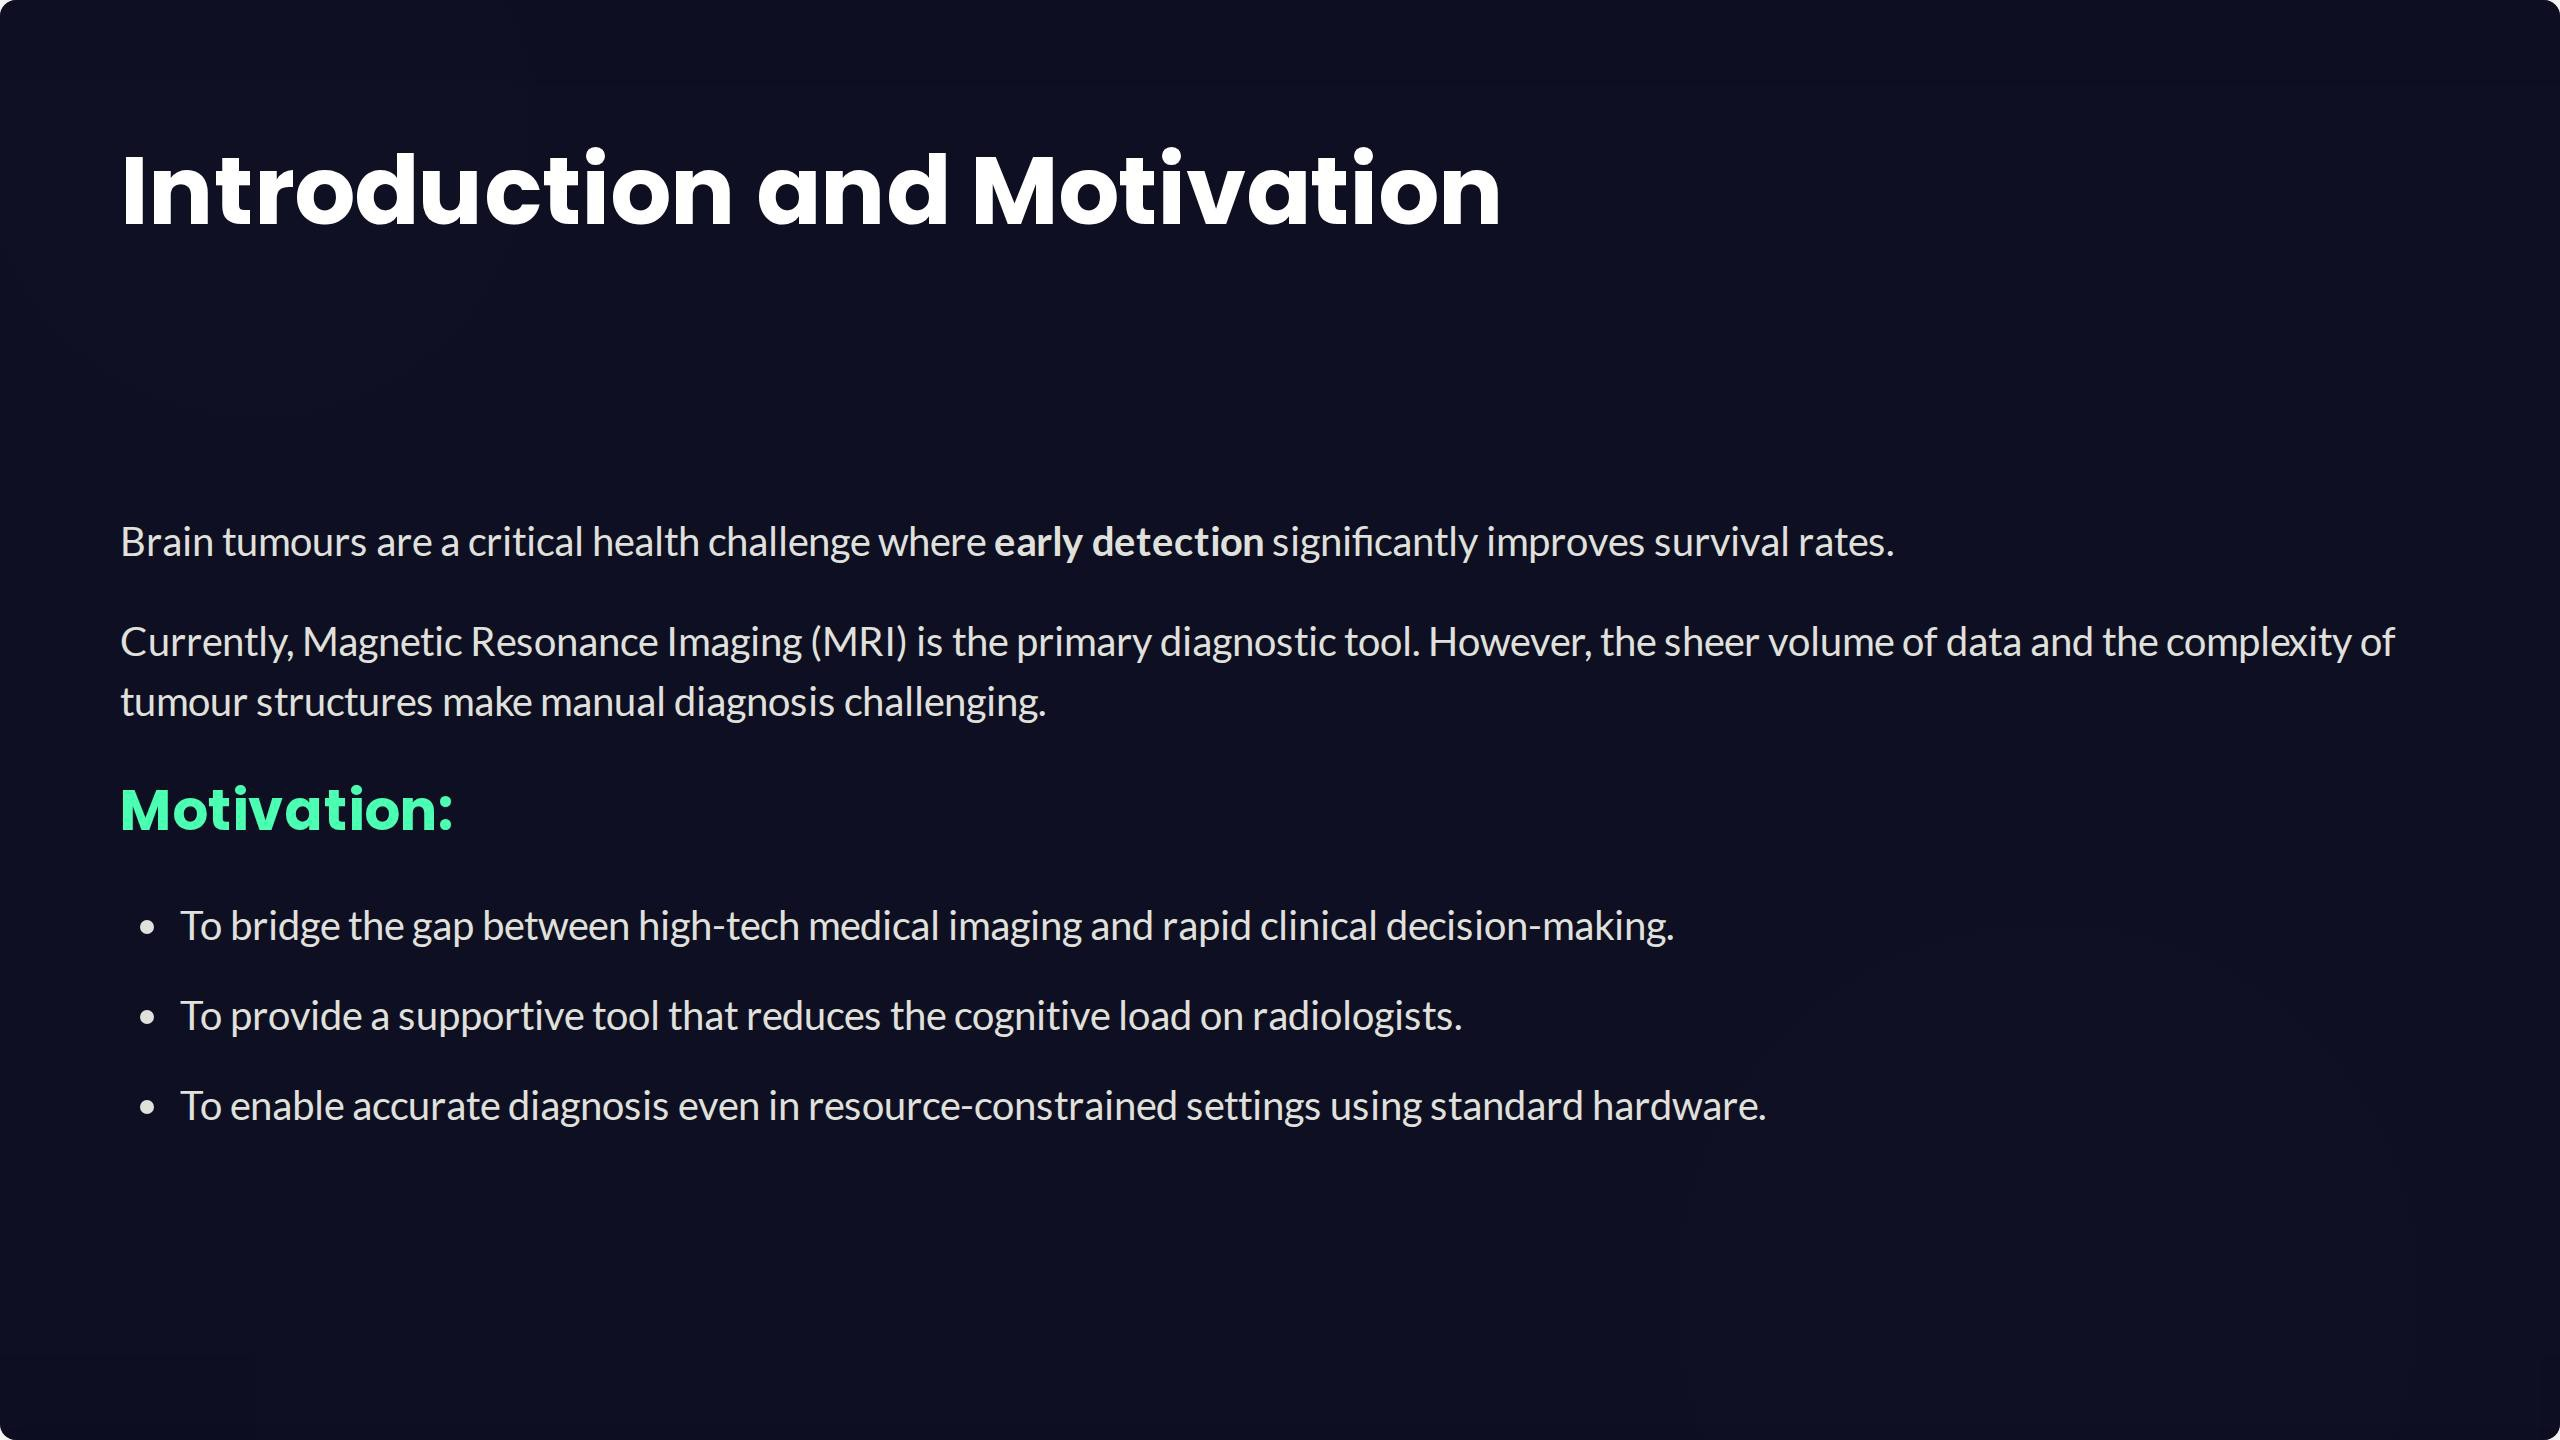 Introduction and Motivation
Brain tumours are a critical health challenge where early detection significantly improves survival rates.
Currently, Magnetic Resonance Imaging (MRI) is the primary diagnostic tool. However, the sheer volume of data and the complexity of
tumour structures make manual diagnosis challenging.
Motivation:
• To bridge the gap between high-tech medical imaging and rapid clinical decision-making.
• To provide a supportive tool that reduces the cognitive load on radiologists.
• To enable accurate diagnosis even in resource-constrained settings using standard hardware.